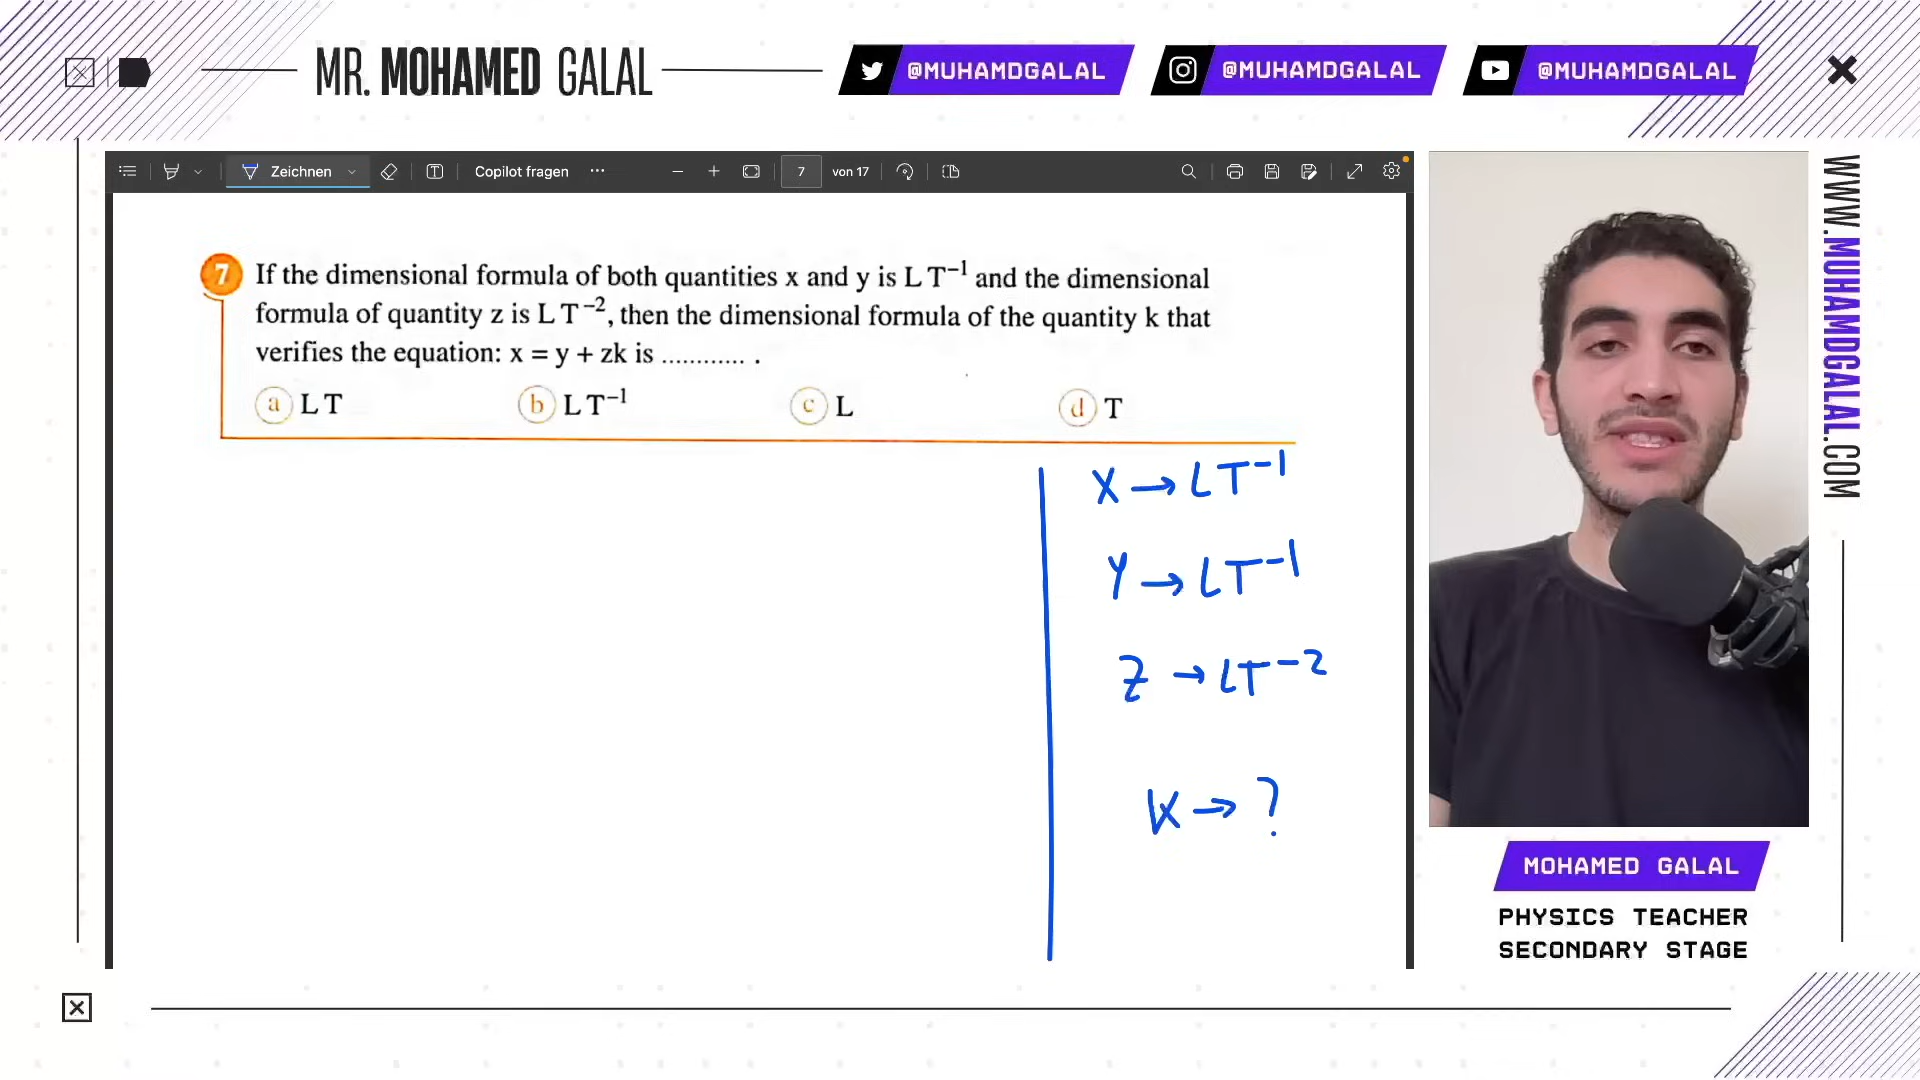 MR. MOHAMED GALAL
@MUHAMDGALAL
@MUHAMDGALAL
@MUHAMDGALAL
Zeichnen
Copilot fragen
7 von 17
7 If the dimensional formula of both quantities x and y is L T⁻¹ and the dimensional
formula of quantity z is L T⁻², then the dimensional formula of the quantity k that
verifies the equation: x = y + zk is ............ .
a L T
b L T⁻¹
c L
d T
X → LT⁻¹
Y → LT⁻¹
Z → LT⁻²
K → ?
WWW.MUHAMDGALAL.COM
MOHAMED GALAL
PHYSICS TEACHER
SECONDARY STAGE